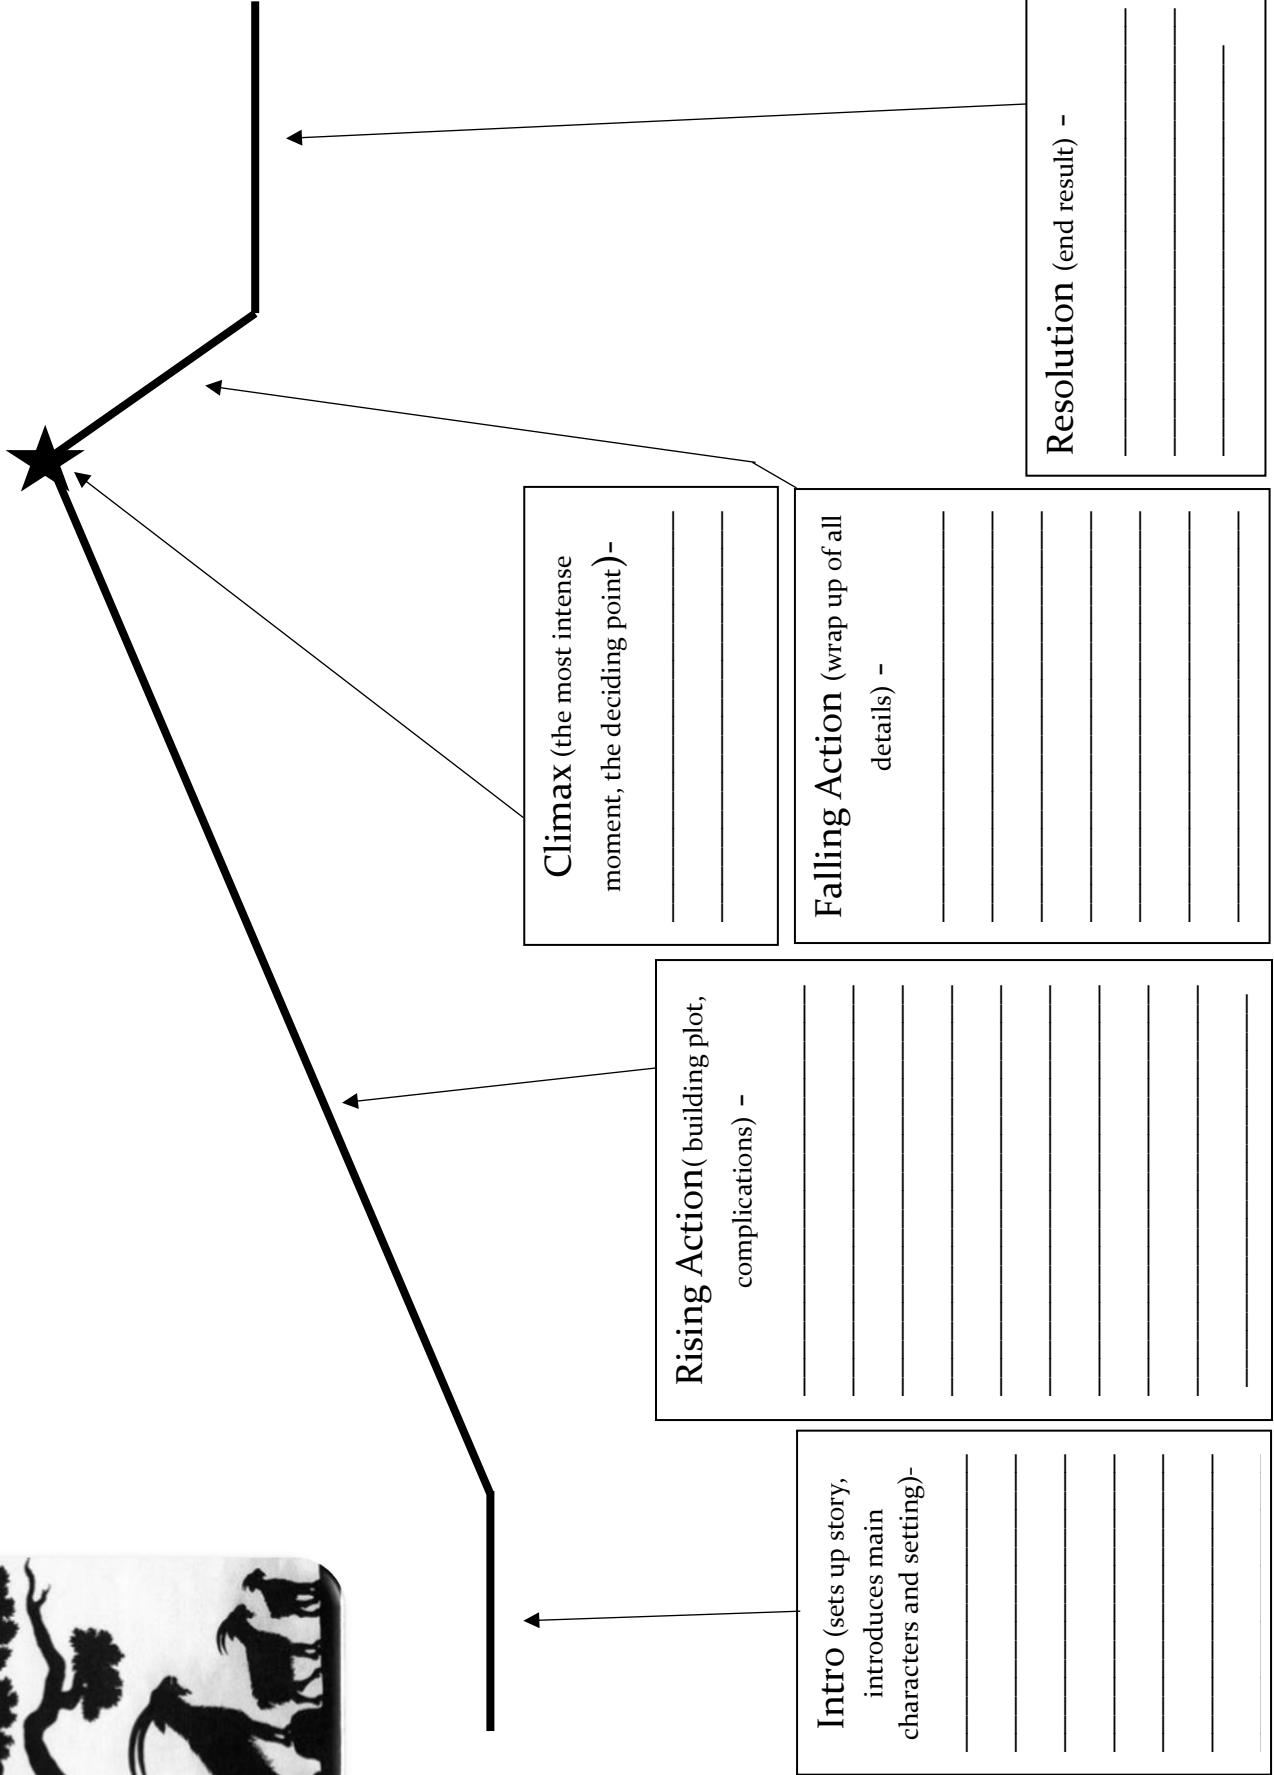 Intro (sets up story,
introduces main
characters and setting)-
Rising Action( building plot,
complications) –
Climax (the most intense
moment, the deciding point)-
Falling Action (wrap up of all
details) –
Resolution (end result) –